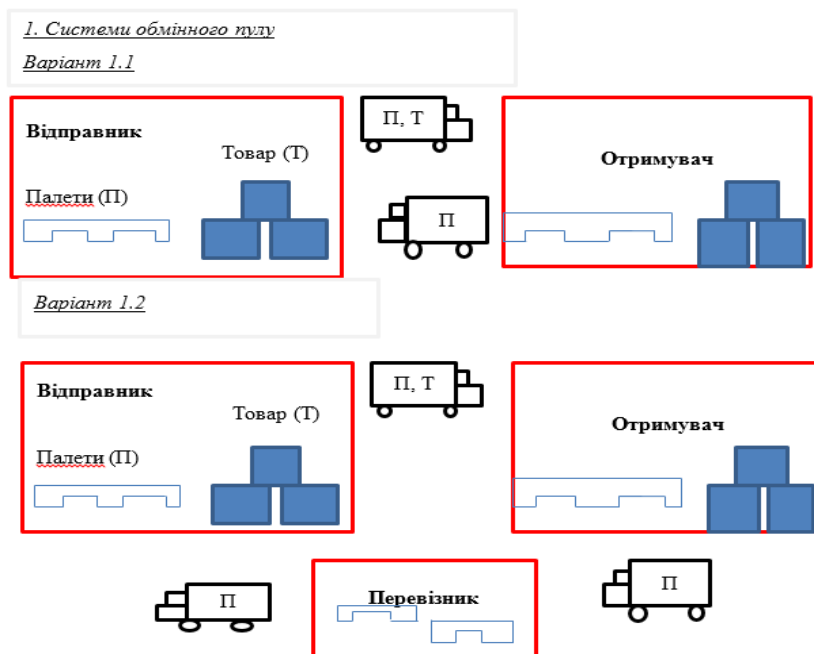 1. Системи обмінного пулу
Варіант 1.1
Відправник
Товар (Т)
Палети (П)
П, Т
П
Отримувач
Варіант 1.2
Відправник
Товар (Т)
Палети (П)
П, Т
Отримувач
П
Перевізник
П